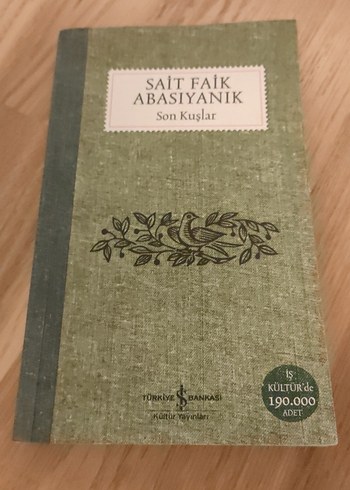 SAİT FAİK
ABASIYANIK
Son Kuşlar
TÜRKİYE İŞ BANKASI
Kültür Yayınları
İŞ
KÜLTÜR'de
190.000
ADET